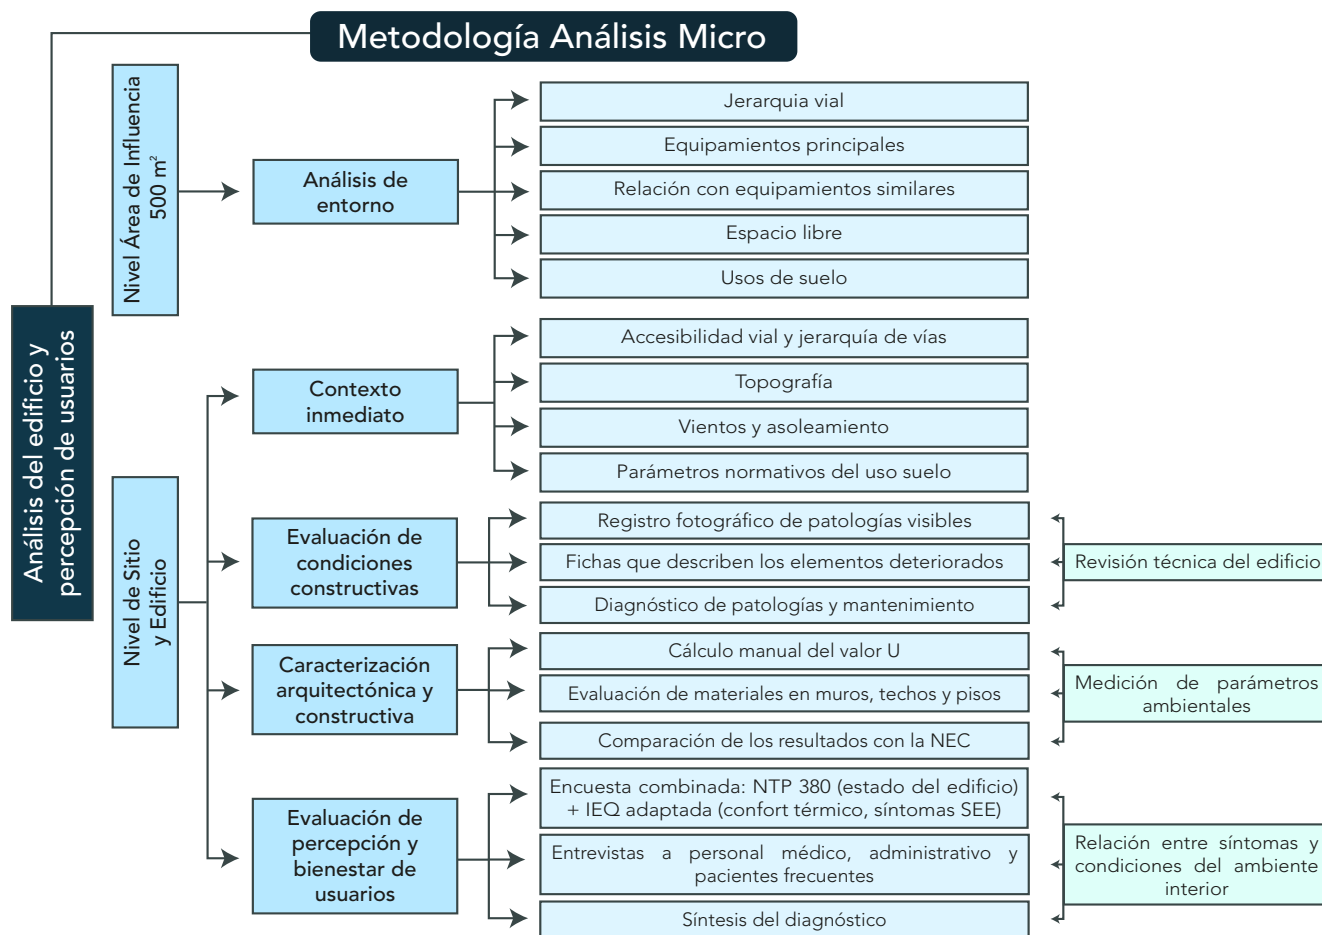 Metodología Análisis Micro
Análisis del edificio y
percepción de usuarios
Nivel Área de Influencia
500 m²
Análisis de
entorno
Jerarquia vial
Equipamientos principales
Relación con equipamientos similares
Espacio libre
Usos de suelo
Nivel de Sitio
y Edificio
Contexto
inmediato
Accesibilidad vial y jerarquía de vías
Topografía
Vientos y asoleamiento
Parámetros normativos del uso suelo
Evaluación de
condiciones
constructivas
Registro fotográfico de patologías visibles
Fichas que describen los elementos deteriorados
Diagnóstico de patologías y mantenimiento
Revisión técnica del edificio
Caracterización
arquitectónica y
constructiva
Cálculo manual del valor U
Evaluación de materiales en muros, techos y pisos
Comparación de los resultados con la NEC
Medición de parámetros
ambientales
Evaluación de
percepción y
bienestar de
usuarios
Encuesta combinada: NTP 380 (estado del edificio)
+ IEQ adaptada (confort térmico, síntomas SEE)
Entrevistas a personal médico, administrativo y
pacientes frecuentes
Síntesis del diagnóstico
Relación entre síntomas y
condiciones del ambiente
interior